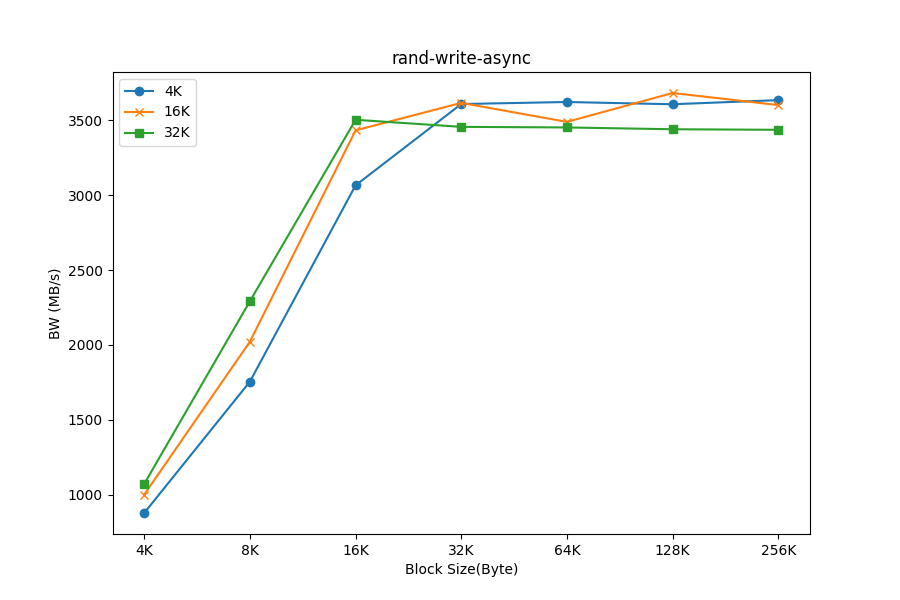 rand-write-async
4K
16K
32K
3500
3000
2500
2000
1500
1000
BW (MB/s)
4K 8K 16K 32K 64K 128K 256K
Block Size(Byte)